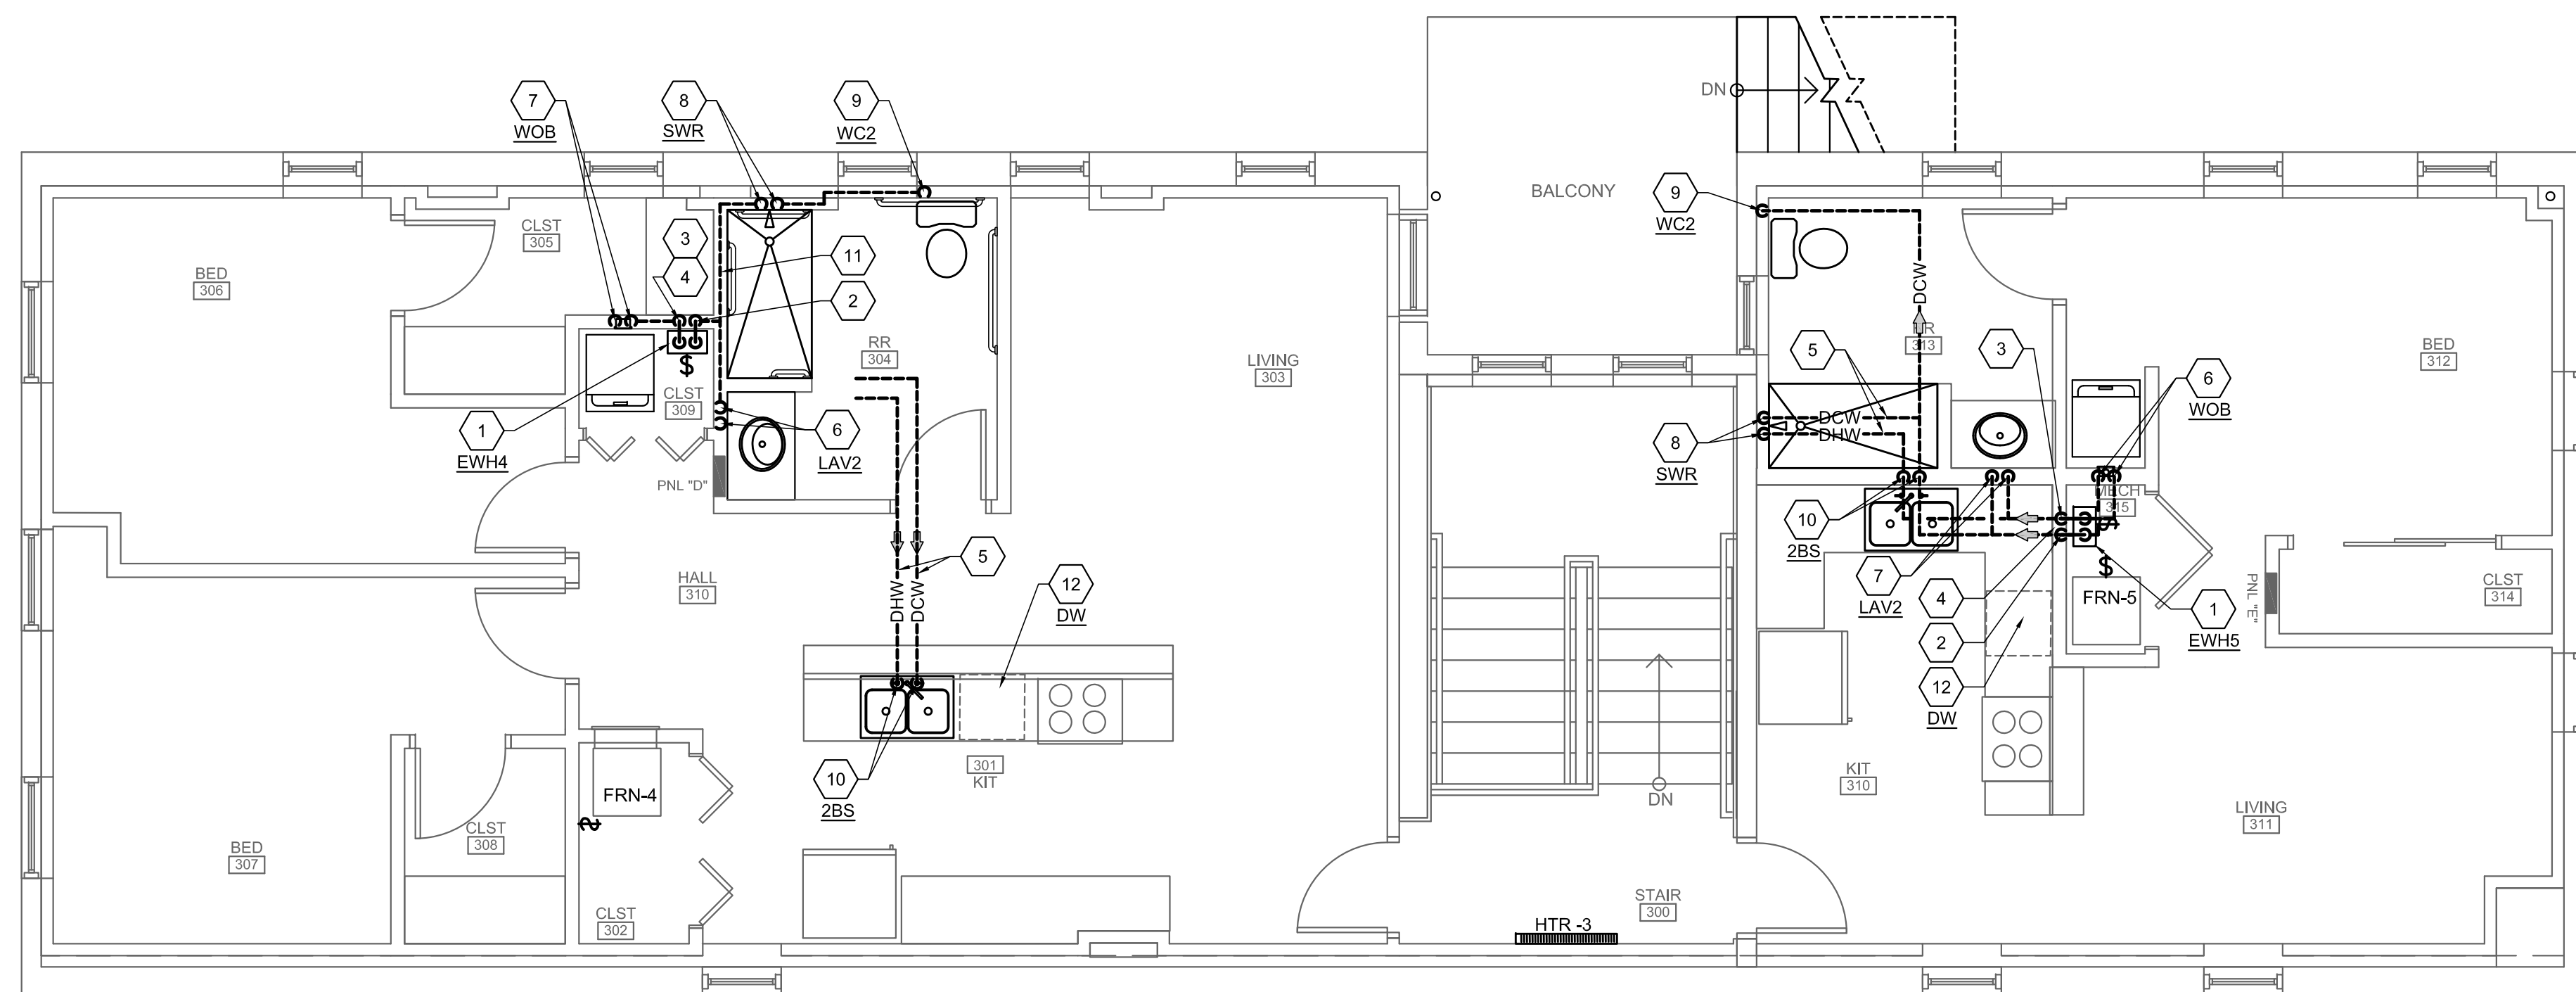 DN
7
WOB
8
SWR
9
WC2
BALCONY
9
WC2
CLST
305
3
4
11
2
BED
306
DCW
RR
304
LIVING
303
RR
313
5
3
BED
312
6
WOB
1
EWH4
CLST
309
6
LAV2
PNL "D"
8
SWR
DCW
DHW
MECH
315
10
2BS
5
HALL
310
12
DW
DHW
DCW
7
LAV2
4
2
FRN-5
PNL "E"
1
EWH5
CLST
314
12
DW
301
KIT
10
2BS
FRN-4
DN
KIT
310
LIVING
311
CLST
308
BED
307
CLST
302
STAIR
300
HTR -3